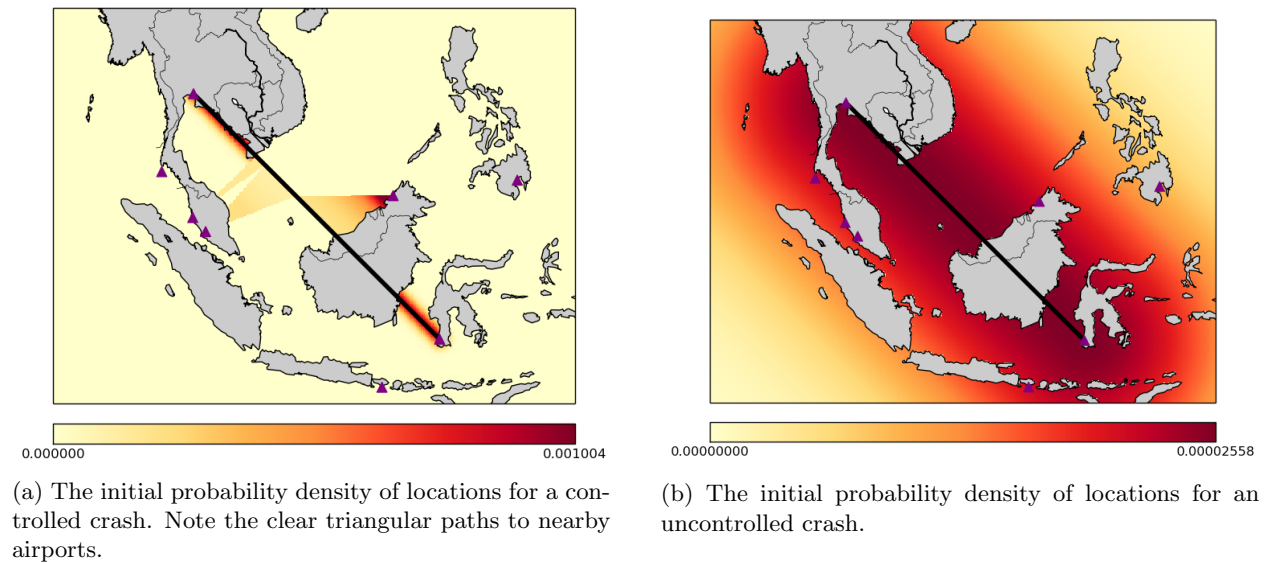 0.000000
0.001004
(a) The initial probability density of locations for a con-
trolled crash. Note the clear triangular paths to nearby
airports.
0.00000000
0.00002558
(b) The initial probability density of locations for an
uncontrolled crash.